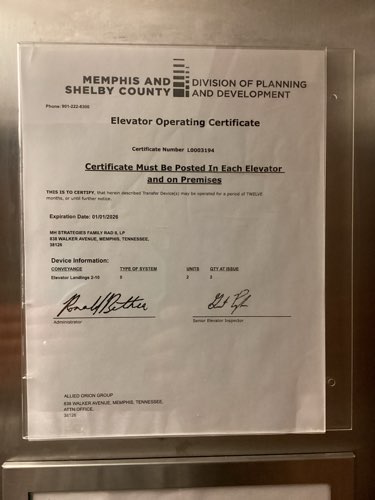 MEMPHIS AND SHELBY COUNTY
DIVISION OF PLANNING AND DEVELOPMENT
Phone: 901-222-8300
Elevator Operating Certificate
Certificate Number L0003194
Certificate Must Be Posted In Each Elevator
and on Premises
THIS IS TO CERTIFY, that herein described Transfer Device(s) may be operated for a period of TWELVE
months, or until further notice.
Expiration Date: 01/01/2026
MH STRATEGIES FAMILY RAD II, LP
838 WALKER AVENUE, MEMPHIS, TENNESSEE,
38126
Device Information:
CONVEYANCE TYPE OF SYSTEM UNITS QTY AT ISSUE
Elevator Landings 2-10 2 2
Administrator
Senior Elevator Inspector
ALLIED ORION GROUP
838 WALKER AVENUE, MEMPHIS, TENNESSEE,
ATTN OFFICE,
38126